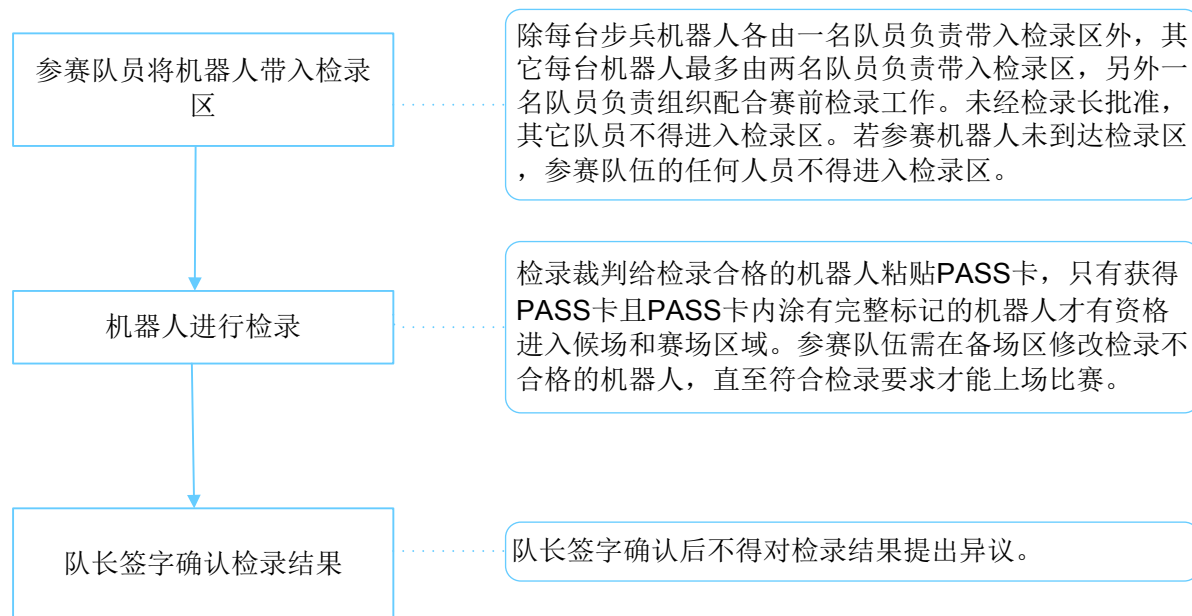 参赛队员将机器人带入检录
区
除每台步兵机器人各由一名队员负责带入检录区外，其
它每台机器人最多由两名队员负责带入检录区，另外一
名队员负责组织配合赛前检录工作。未经检录长批准，
其它队员不得进入检录区。若参赛机器人未到达检录区
，参赛队伍的任何人员不得进入检录区。
机器人进行检录
检录裁判给检录合格的机器人粘贴PASS卡，只有获得
PASS卡且PASS卡内涂有完整标记的机器人才有资格
进入候场和赛场区域。参赛队伍需在备场区修改检录不
合格的机器人，直至符合检录要求才能上场比赛。
队长签字确认检录结果
队长签字确认后不得对检录结果提出异议。